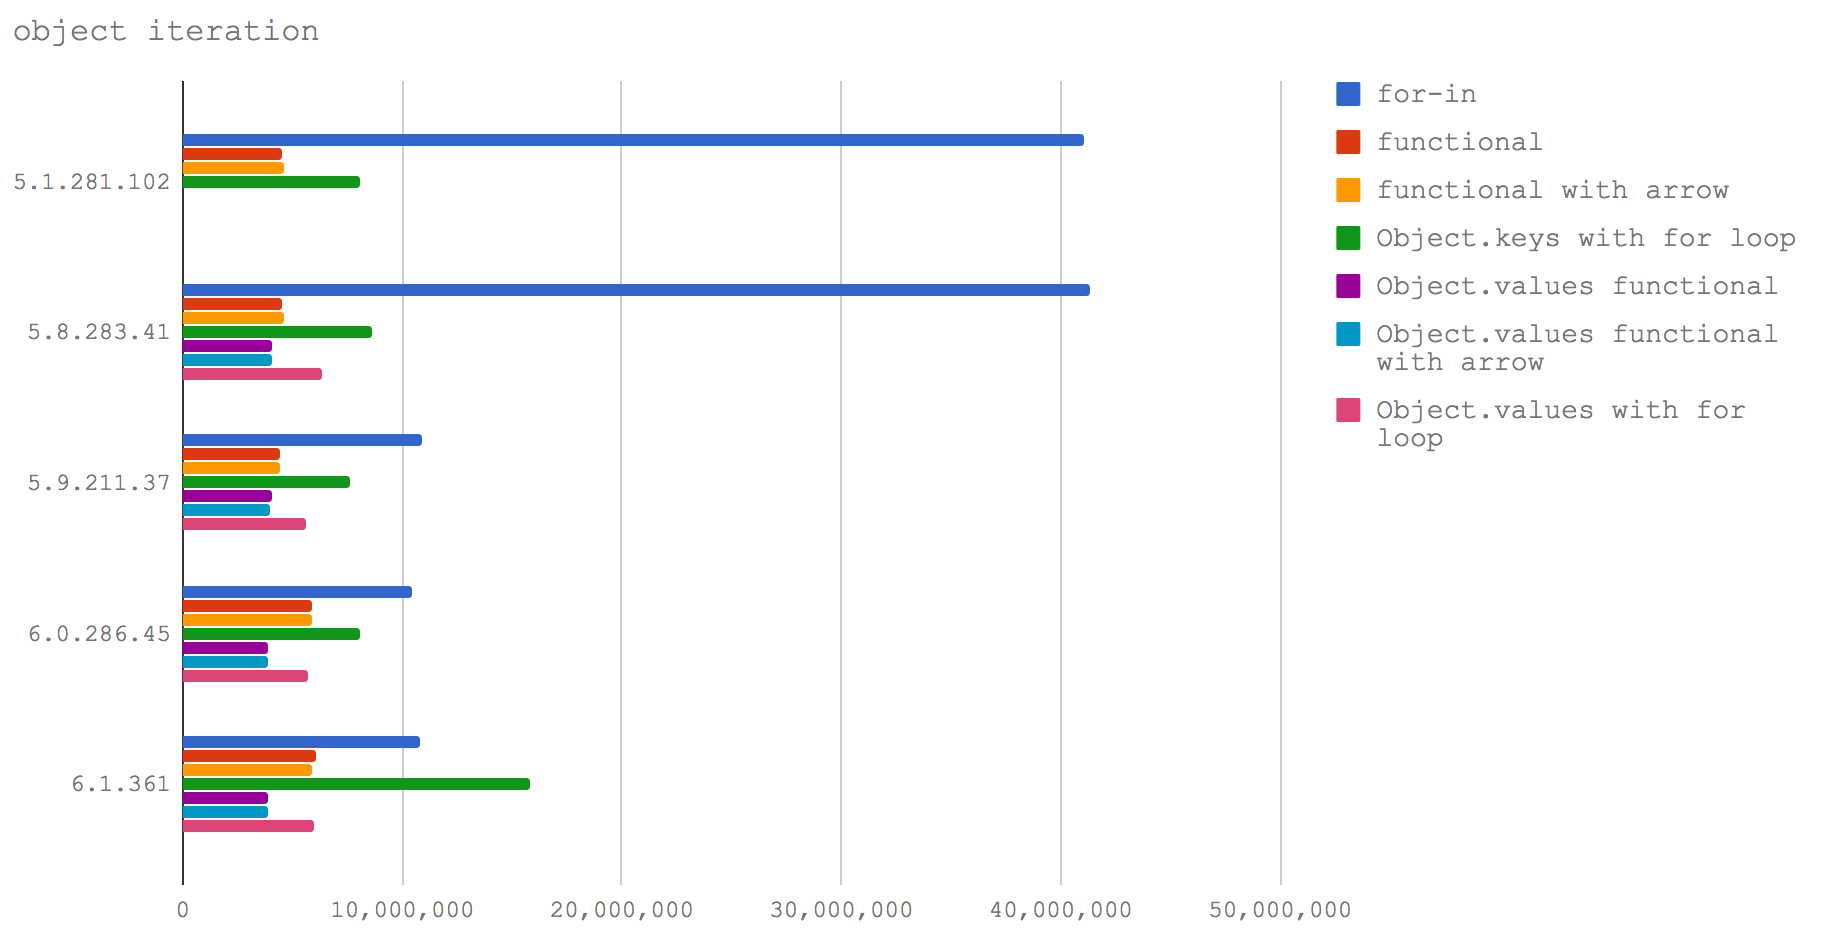 object iteration
for-in
functional
functional with arrow
Object.keys with for loop
Object.values functional
Object.values functional
with arrow
Object.values with for
loop
5.1.281.102
5.8.283.41
5.9.211.37
6.0.286.45
6.1.361
0
10,000,000
20,000,000
30,000,000
40,000,000
50,000,000